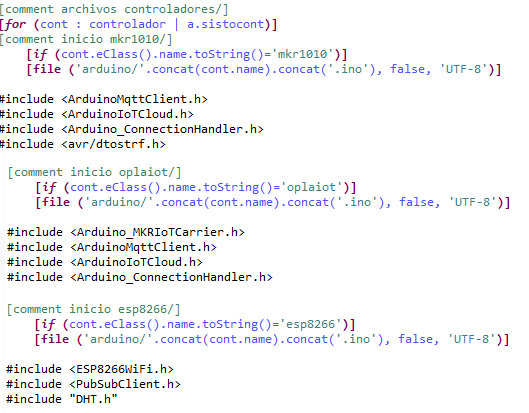 [comment archivos controladores/]
[for (cont : controlador | a.sistocont)]
[comment inicio mkr1010/]
[if (cont.eClass().name.toString()='mkr1010')]
[file ('arduino/'.concat(cont.name).concat('.ino'), false, 'UTF-8')]
#include <ArduinoMqttClient.h>
#include <ArduinoIoTCloud.h>
#include <Arduino_ConnectionHandler.h>
#include <avr/dtostrf.h>
[comment inicio oplaiot/]
[if (cont.eClass().name.toString()='oplaiot')]
[file ('arduino/'.concat(cont.name).concat('.ino'), false, 'UTF-8')]
#include <Arduino_MKRIoTCarrier.h>
#include <ArduinoMqttClient.h>
#include <ArduinoIoTCloud.h>
#include <Arduino_ConnectionHandler.h>
[comment inicio esp8266/]
[if (cont.eClass().name.toString()='esp8266')]
[file ('arduino/'.concat(cont.name).concat('.ino'), false, 'UTF-8')]
#include <ESP8266WiFi.h>
#include <PubSubClient.h>
#include "DHT.h"